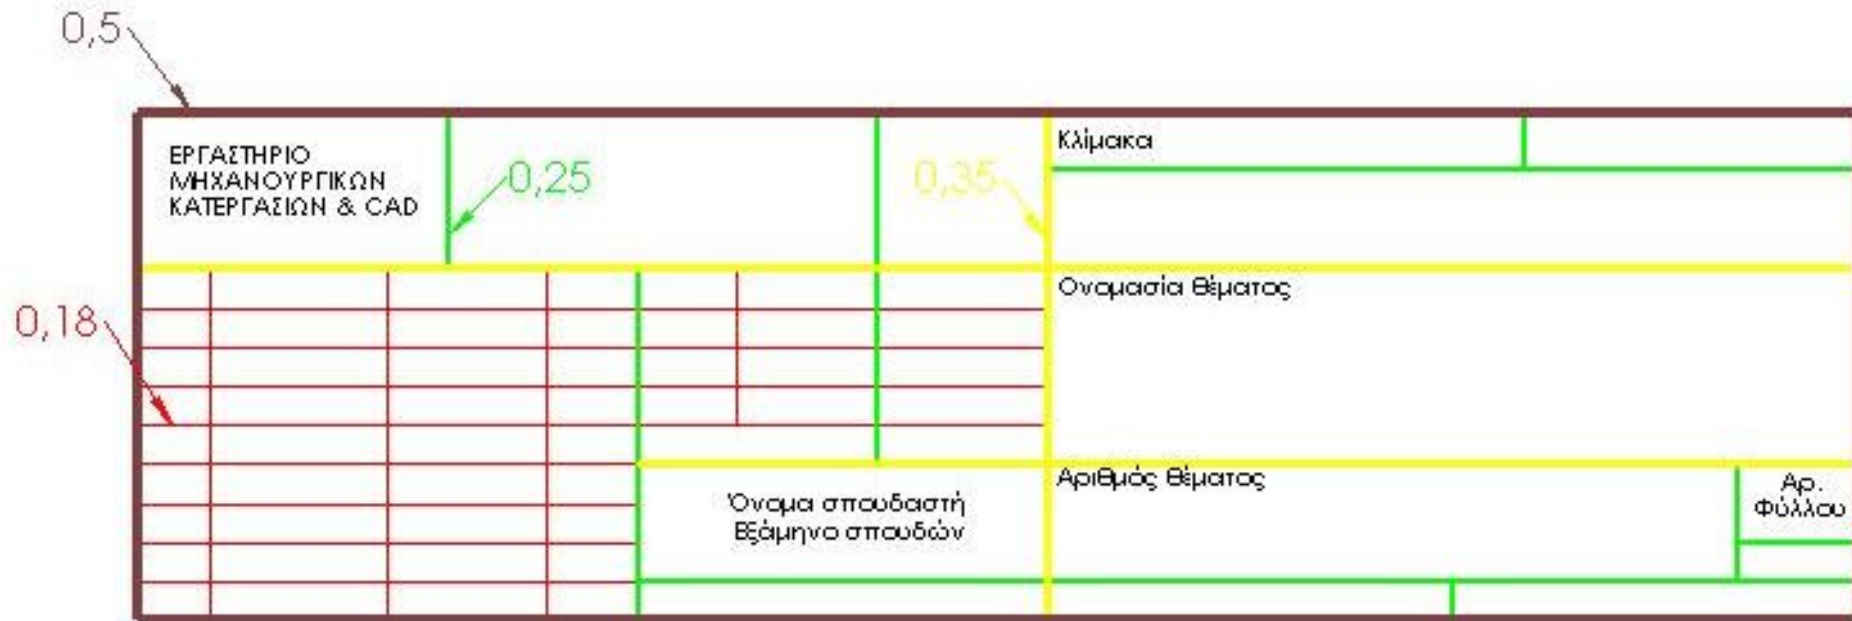 0,5
ΕΡΓΑΣΤΗΡΙΟ
ΜΗΧΑΝΟΥΡΓΙΚΩΝ
ΚΑΤΕΡΓΑΣΙΩΝ & CAD
0,25
0,35
Κλίμακα
0,18
Ονομασία θέματος
Αριθμός θέματος
Όνομα σπουδαστή
Εξάμηνο σπουδών
Αρ.
Φύλλου